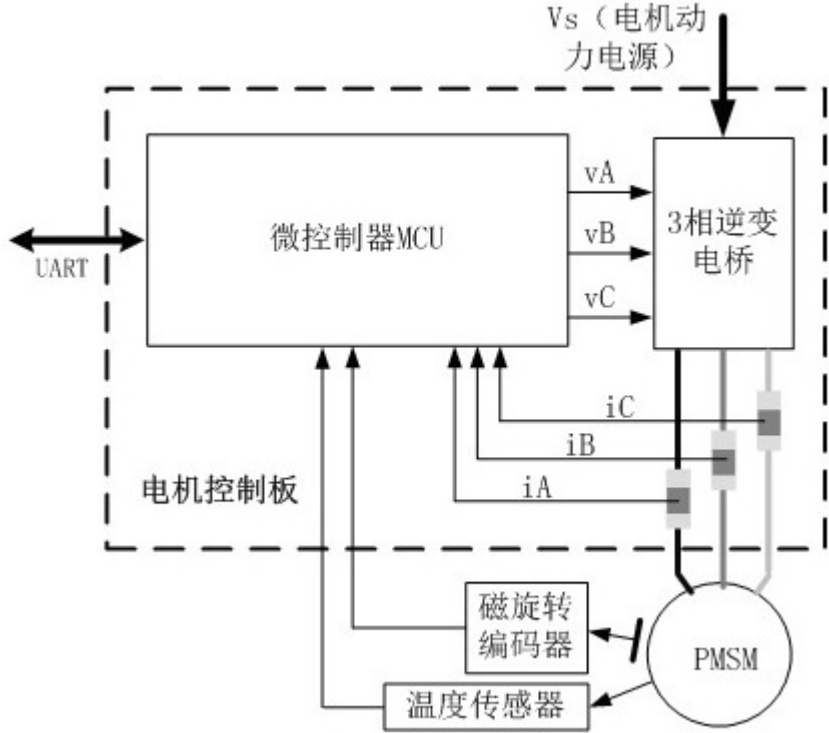 Vs（电机动
力电源）
vA
微控制器MCU
vB
3相逆变
电桥
UART
vC
iC
iB
iA
电机控制板
磁旋转
编码器
PMSM
温度传感器